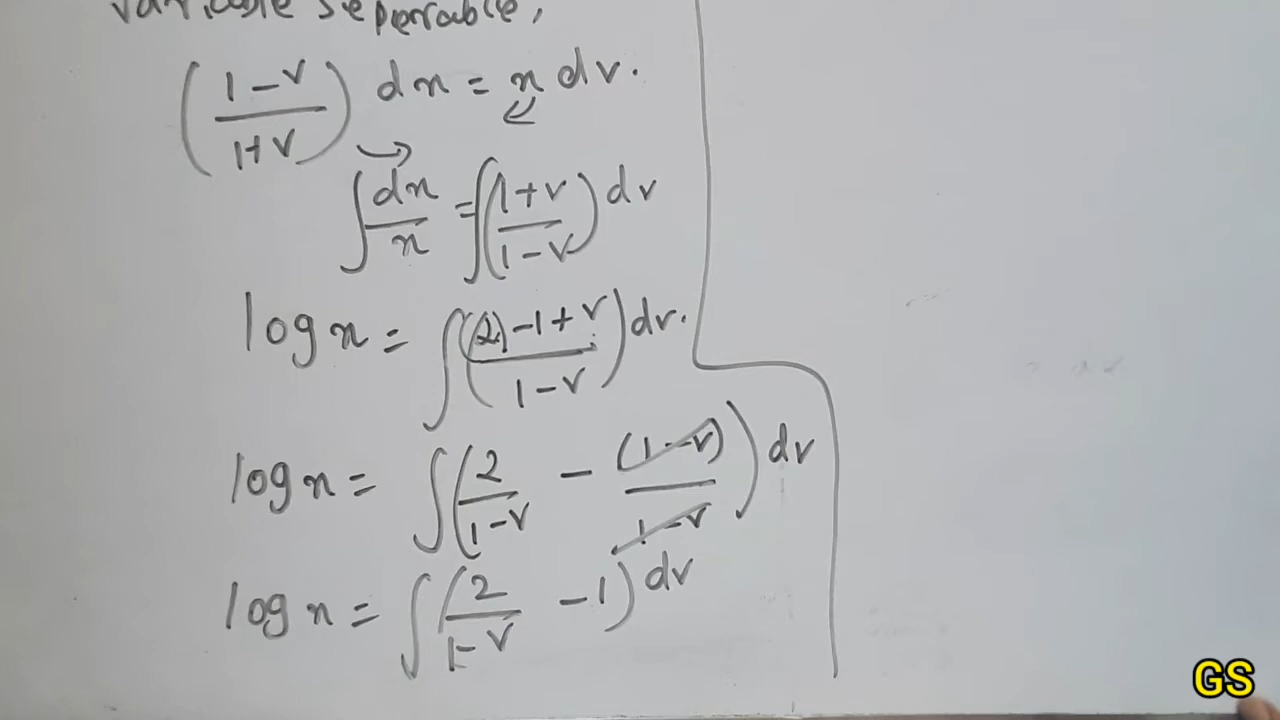 variable seperable,
(1-v / 1+v) dx = x dv.
∫ dx/x = ∫ (1+v / 1-v) dv
log x = ∫ ((2)-1+v / 1-v) dv.
log x = ∫ (2 / 1-v - (1-v) / 1-v) dv
log x = ∫ (2 / 1-v - 1) dv
GS